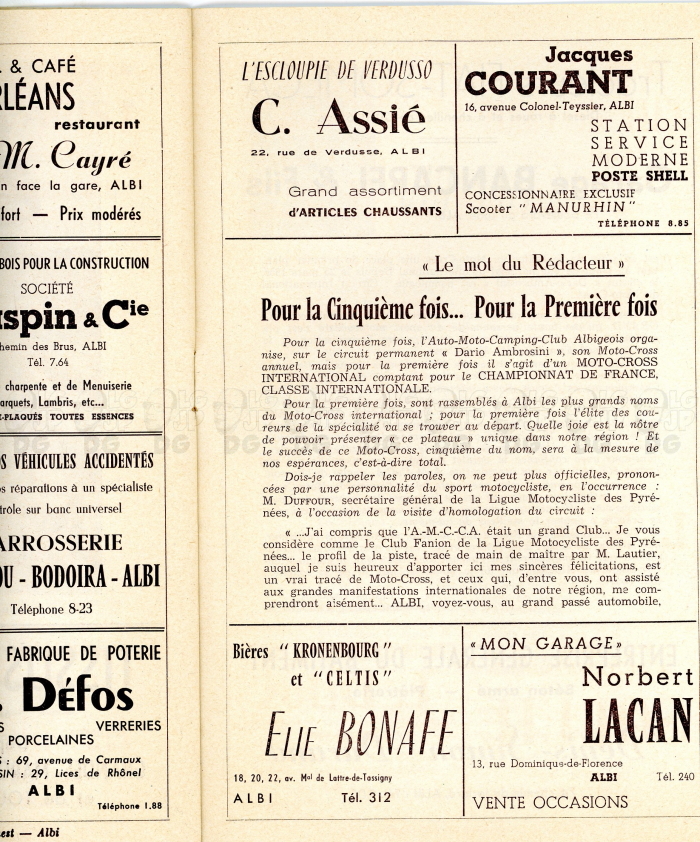 & CAFÉ
RLÉANS
restaurant
M. Cayré
n face la gare, ALBI
fort — Prix modérés
BOIS POUR LA CONSTRUCTION
SOCIÉTÉ
spin & Cie
hemin des Brus, ALBI
Tél. 7.64
charpente et de Menuiserie
arquets, Lambris, etc...
E-PLAQUÉS TOUTES ESSENCES
S VÉHICULES ACCIDENTÉS
os réparations à un spécialiste
trôle sur banc universel
ARROSSERIE
OU - BODOIRA - ALBI
Téléphone 8-23
FABRIQUE DE POTERIE
. Défos
S VERRERIES
PORCELAINES
S : 69, avenue de Carmaux
SIN : 29, Lices de Rhônel
ALBI
Téléphone 1.88
est — Albi
L'ESCLOUPIE DE VERDUSSO
C. Assié
22, rue de Verdusse, ALBI
Grand assortiment
d'ARTICLES CHAUSSANTS
Jacques
COURANT
16, avenue Colonel-Teyssier, ALBI
STATION
SERVICE
MODERNE
POSTE SHELL
CONCESSIONNAIRE EXCLUSIF
Scooter "MANURHIN"
TÉLÉPHONE 8.85
« Le mot du Rédacteur »
Pour la Cinquième fois... Pour la Première fois
Pour la cinquième fois, l'Auto-Moto-Camping-Club Albigeois orga-
nise, sur le circuit permanent « Dario Ambrosini », son Moto-Cross
annuel, mais pour la première fois il s'agit d'un MOTO-CROSS
INTERNATIONAL comptant pour le CHAMPIONNAT DE FRANCE,
CLASSE INTERNATIONALE.
Pour la première fois, sont rassemblés à Albi les plus grands noms
du Moto-Cross international ; pour la première fois l'élite des cou-
reurs de la spécialité va se trouver au départ. Quelle joie est la nôtre
de pouvoir présenter « ce plateau » unique dans notre région ! Et
le succès de ce Moto-Cross, cinquième du nom, sera à la mesure de
nos espérances, c'est-à-dire total.
Dois-je rappeler les paroles, on ne peut plus officielles, pronon-
cées par une personnalité du sport motocycliste, en l'occurrence :
M. DUFFOUR, secrétaire général de la Ligue Motocycliste des Pyré-
nées, à l'occasion de la visite d'homologation du circuit :
« ...J'ai compris que l'A.-M.-C.-C.A. était un grand Club... Je vous
considère comme le Club Fanion de la Ligue Motocycliste des Pyré-
nées... le profil de la piste, tracé de main de maître par M. Lautier,
auquel je suis heureux d'apporter ici mes sincères félicitations, est
un vrai tracé de Moto-Cross, et ceux qui, d'entre vous, ont assisté
aux grandes manifestations internationales de notre région, me com-
prendront aisément... ALBI, voyez-vous, au grand passé automobile,
Bières "KRONENBOURG"
et "CELTIS"
ELIE BONAFE
18, 20, 22, av. Mal de Lattre-de-Tassigny
ALBI Tél. 312
« MON GARAGE »
Norbert
LACAN
13, rue Dominique-de-Florence
ALBI Tél. 240
VENTE OCCASIONS